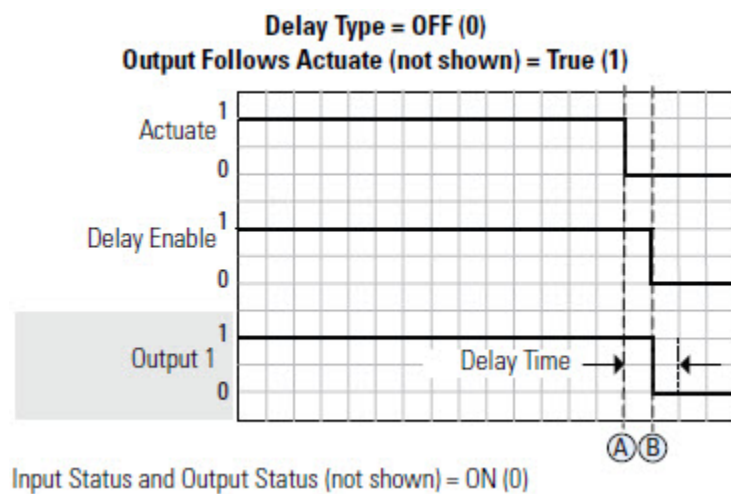 Delay Type = OFF (0)
Output Follows Actuate (not shown) = True (1)
1
Actuate
0
1
Delay Enable
0
1
Output 1
Delay Time
0
A B
Input Status and Output Status (not shown) = ON (0)